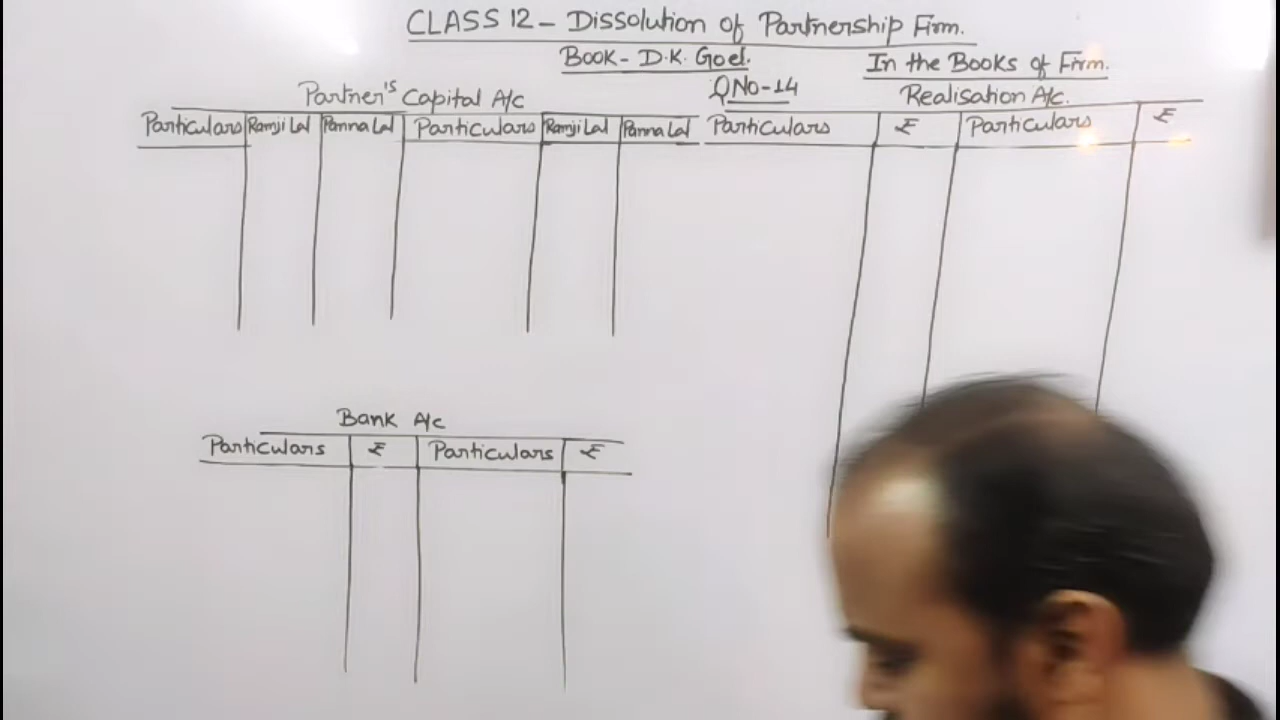 CLASS 12 - Dissolution of Partnership Firm.
Book - D.K. Goel.
QNo-14
In the Books of Firm.
Partner's Capital A/c
Particulars Ramji Lal Panna Lal Particulars Ramji Lal Panna Lal
Realisation A/c.
Particulars ₹ Particulars ₹
Bank A/c
Particulars ₹ Particulars ₹